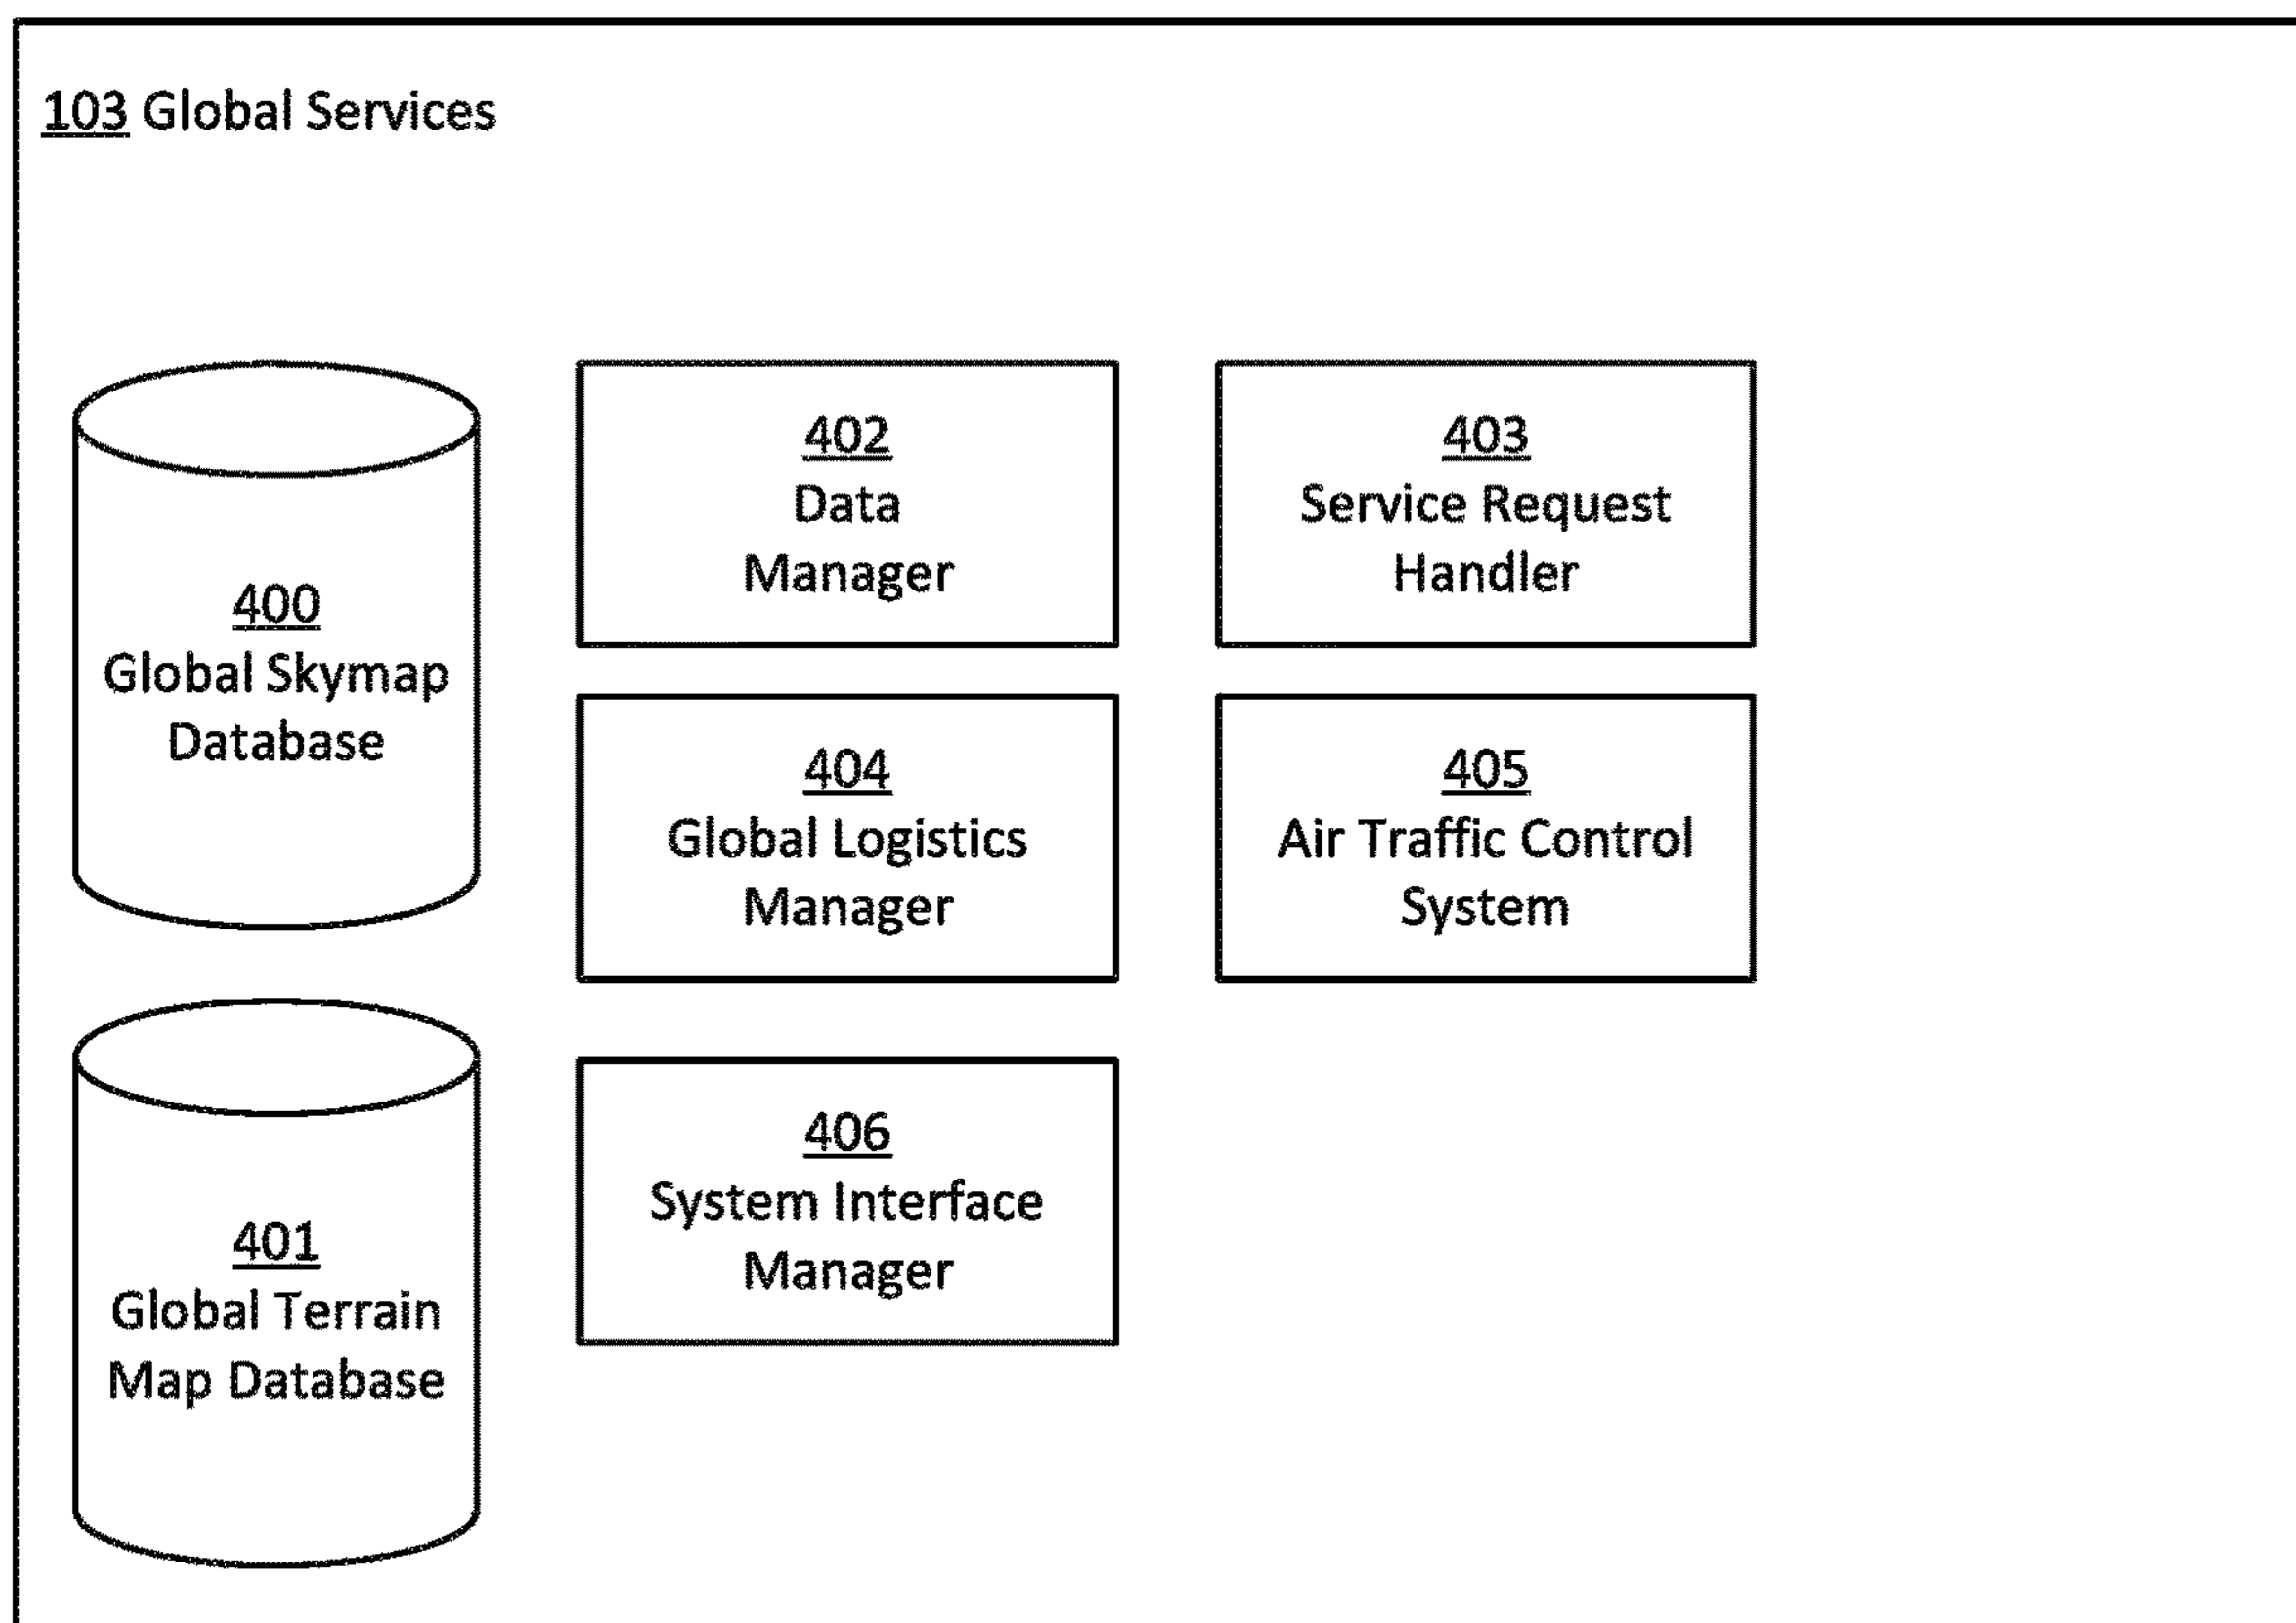 103 Global Services
400
Global Skymap
Database
401
Global Terrain
Map Database
402
Data
Manager
403
Service Request
Handler
404
Global Logistics
Manager
405
Air Traffic Control
System
406
System Interface
Manager